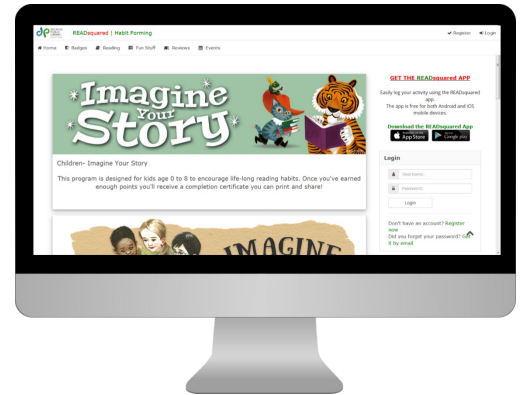 READsquared | Habit Forming
Register
Login
Home
Badges
Reading
Fun Stuff
Reviews
Events
Imagine
YOUR
Story
Children- Imagine Your Story
This program is designed for kids age 0 to 8 to encourage life-long reading habits. Once you've earned
enough points you'll receive a completion certificate you can print and share!
IMAGINE
GET THE READsquared APP
Easily log your activity using the READsquared
app.
The app is free for both Android and iOS
mobile devices.
Download the READsquared App
App Store
Google play
Login
Username
Password
Login
Don't have an account? Register
now
Did you forget your password? Get
it by email